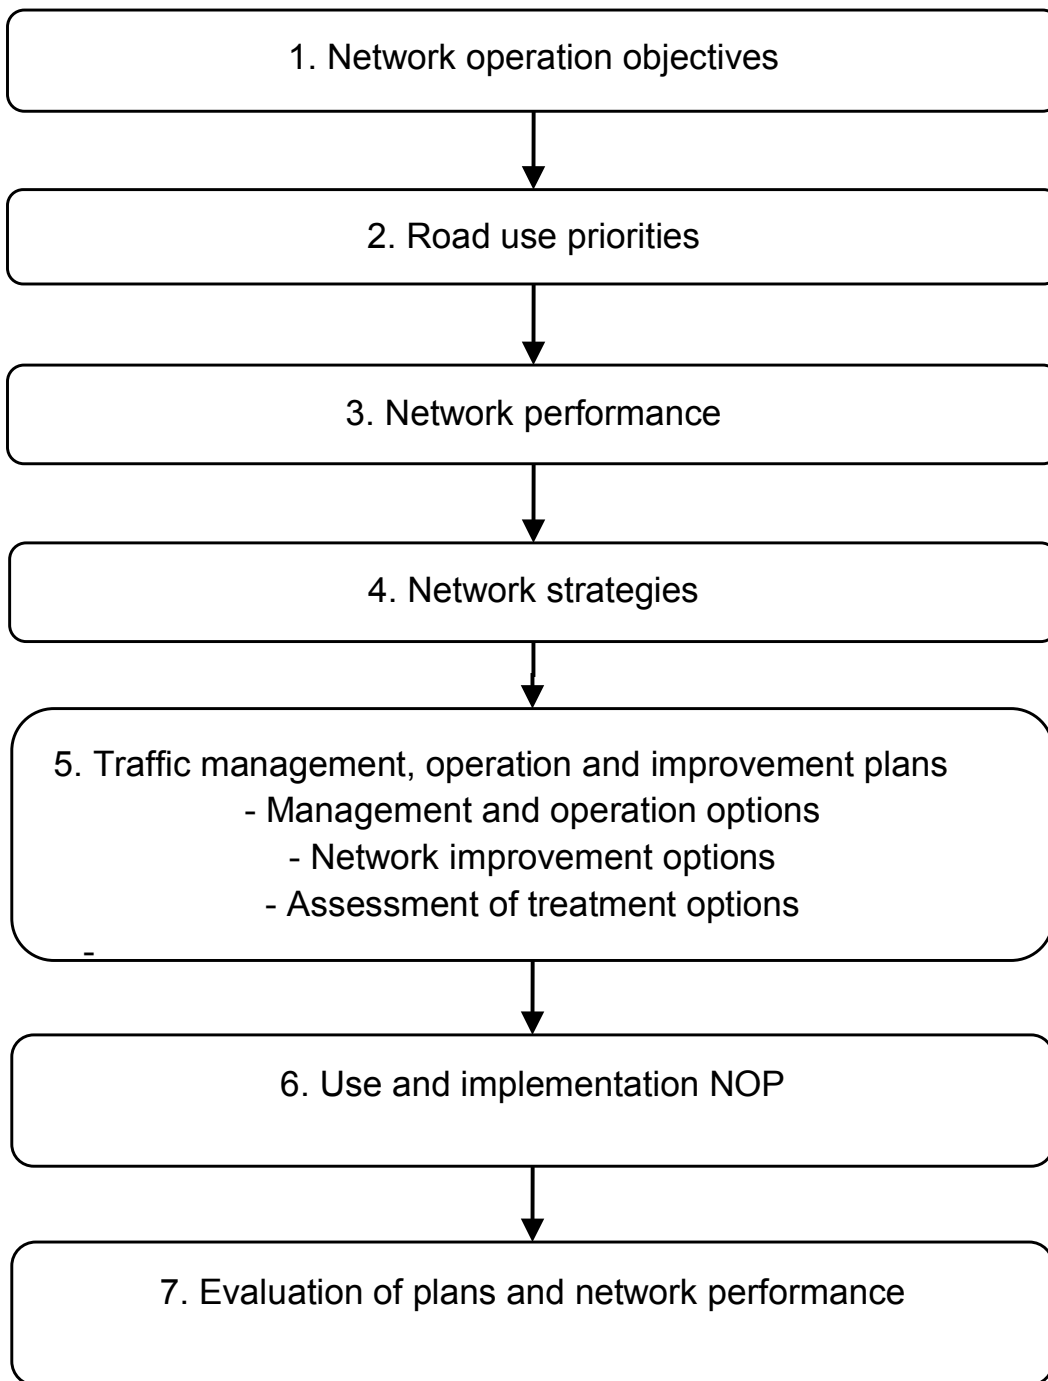 1. Network operation objectives
2. Road use priorities
3. Network performance
4. Network strategies
5. Traffic management, operation and improvement plans
- Management and operation options
- Network improvement options
- Assessment of treatment options
-
6. Use and implementation NOP
7. Evaluation of plans and network performance